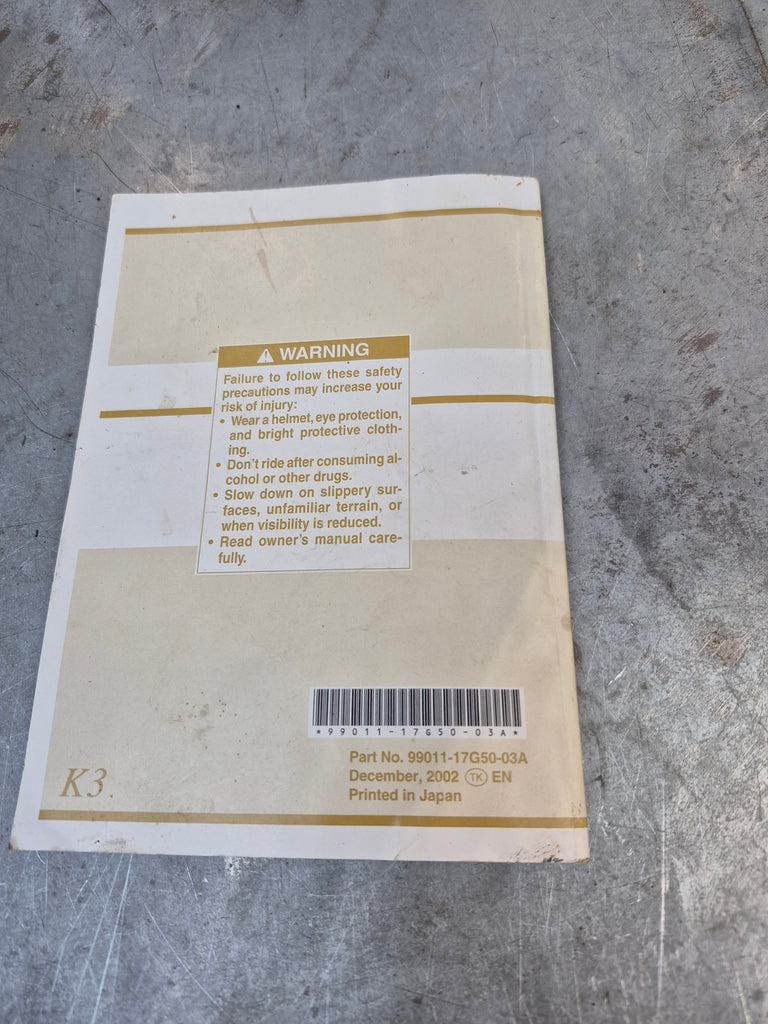 WARNING
Failure to follow these safety
precautions may increase your
risk of injury:
• Wear a helmet, eye protection,
and bright protective cloth-
ing.
• Don't ride after consuming al-
cohol or other drugs.
• Slow down on slippery sur-
faces, unfamiliar terrain, or
when visibility is reduced.
• Read owner's manual care-
fully.
*99011-17G50-03A*
Part No. 99011-17G50-03A
December, 2002 TK EN
Printed in Japan
K3.